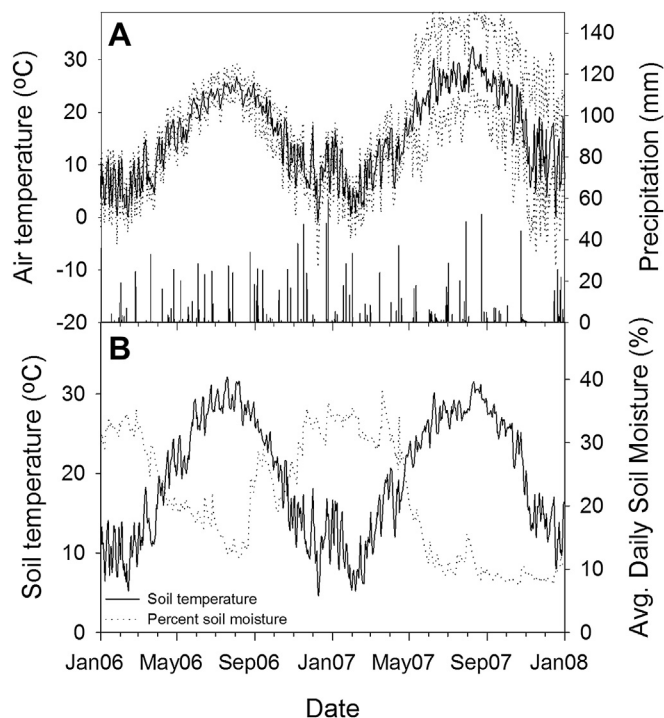 A
30
20
10
0
-10
-20
Air temperature (ºC)
140
120
100
80
60
40
20
0
Precipitation (mm)
B
30
20
10
0
Soil temperature (ºC)
40
30
20
10
0
Avg. Daily Soil Moisture (%)
Soil temperature
Percent soil moisture
Jan06 May06 Sep06 Jan07 May07 Sep07 Jan08
Date